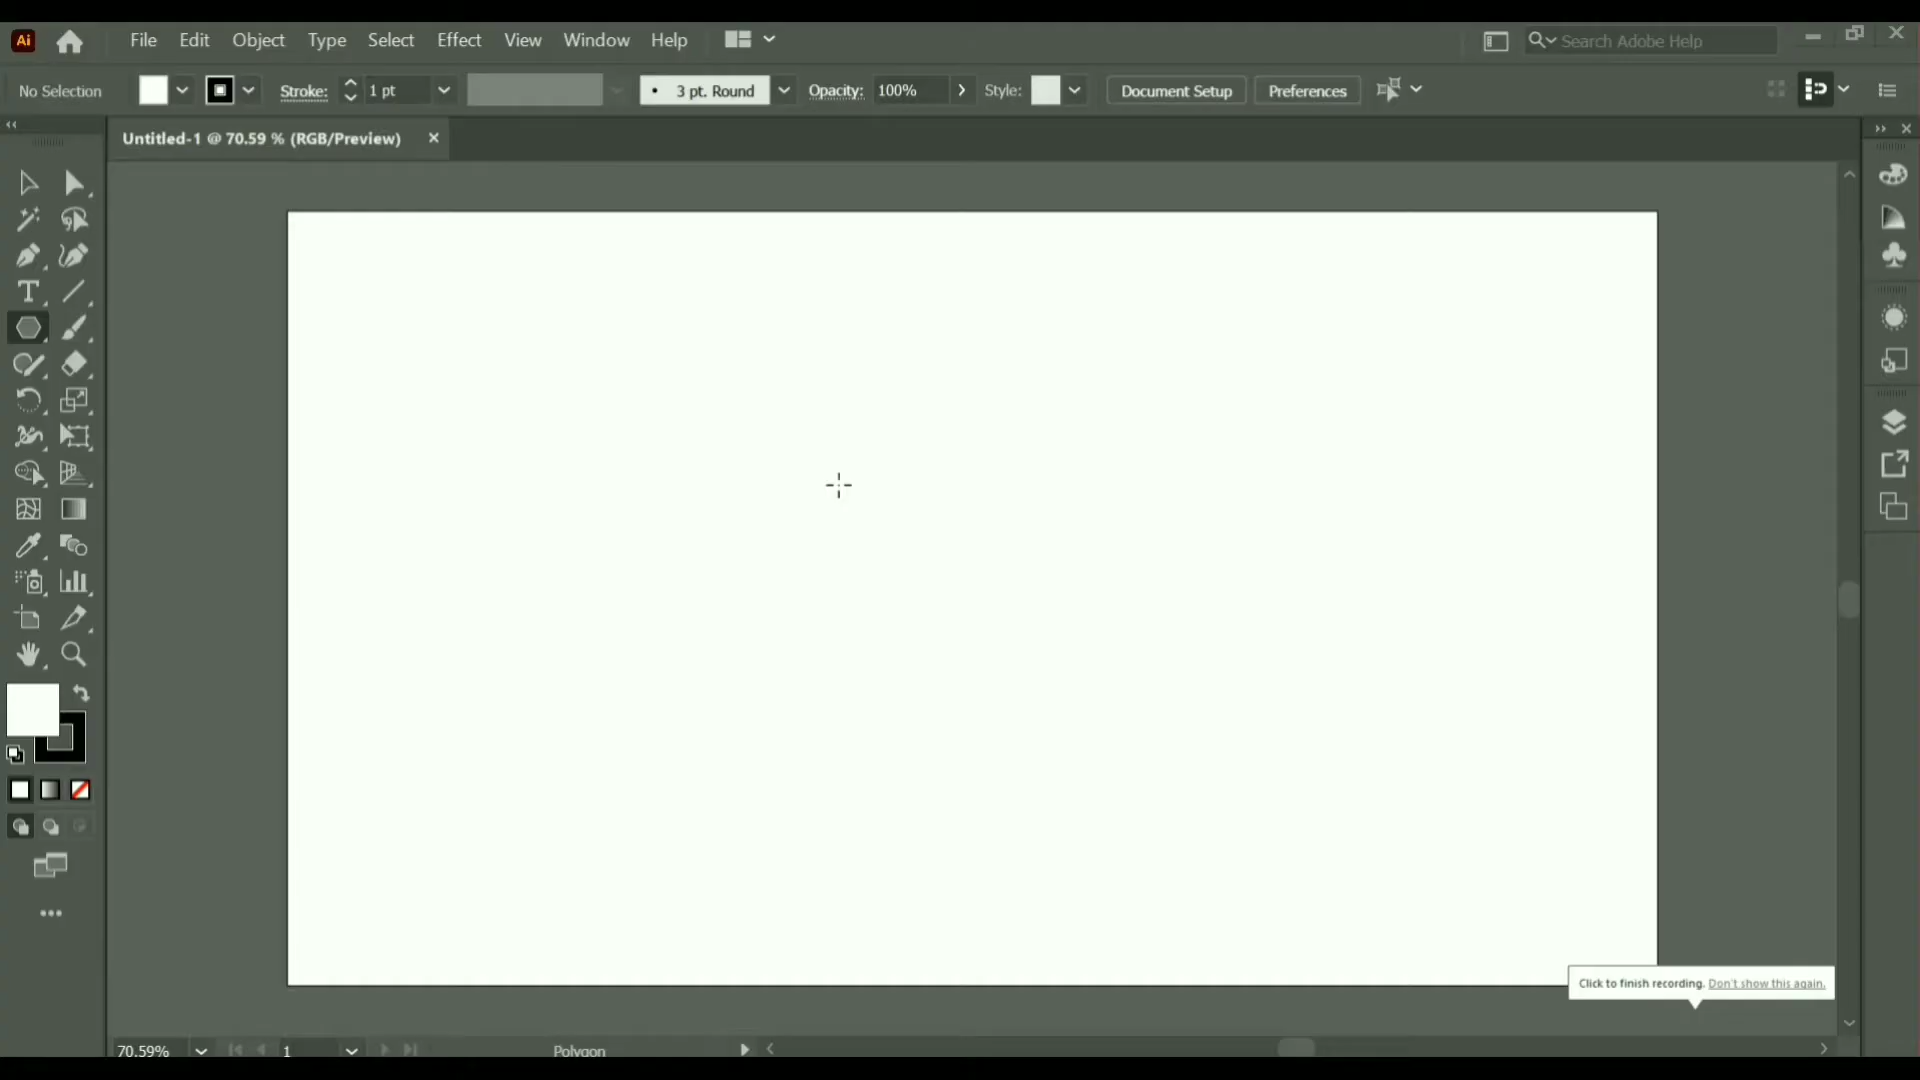 Ai File Edit Object Type Select Effect View Window Help Search Adobe Help
No Selection Stroke: 1 pt 3 pt. Round Opacity: 100% Style: Document Setup Preferences
Untitled-1 @ 70.59 % (RGB/Preview)
Click to finish recording. Don't show this again.
70.59% 1 Polygon